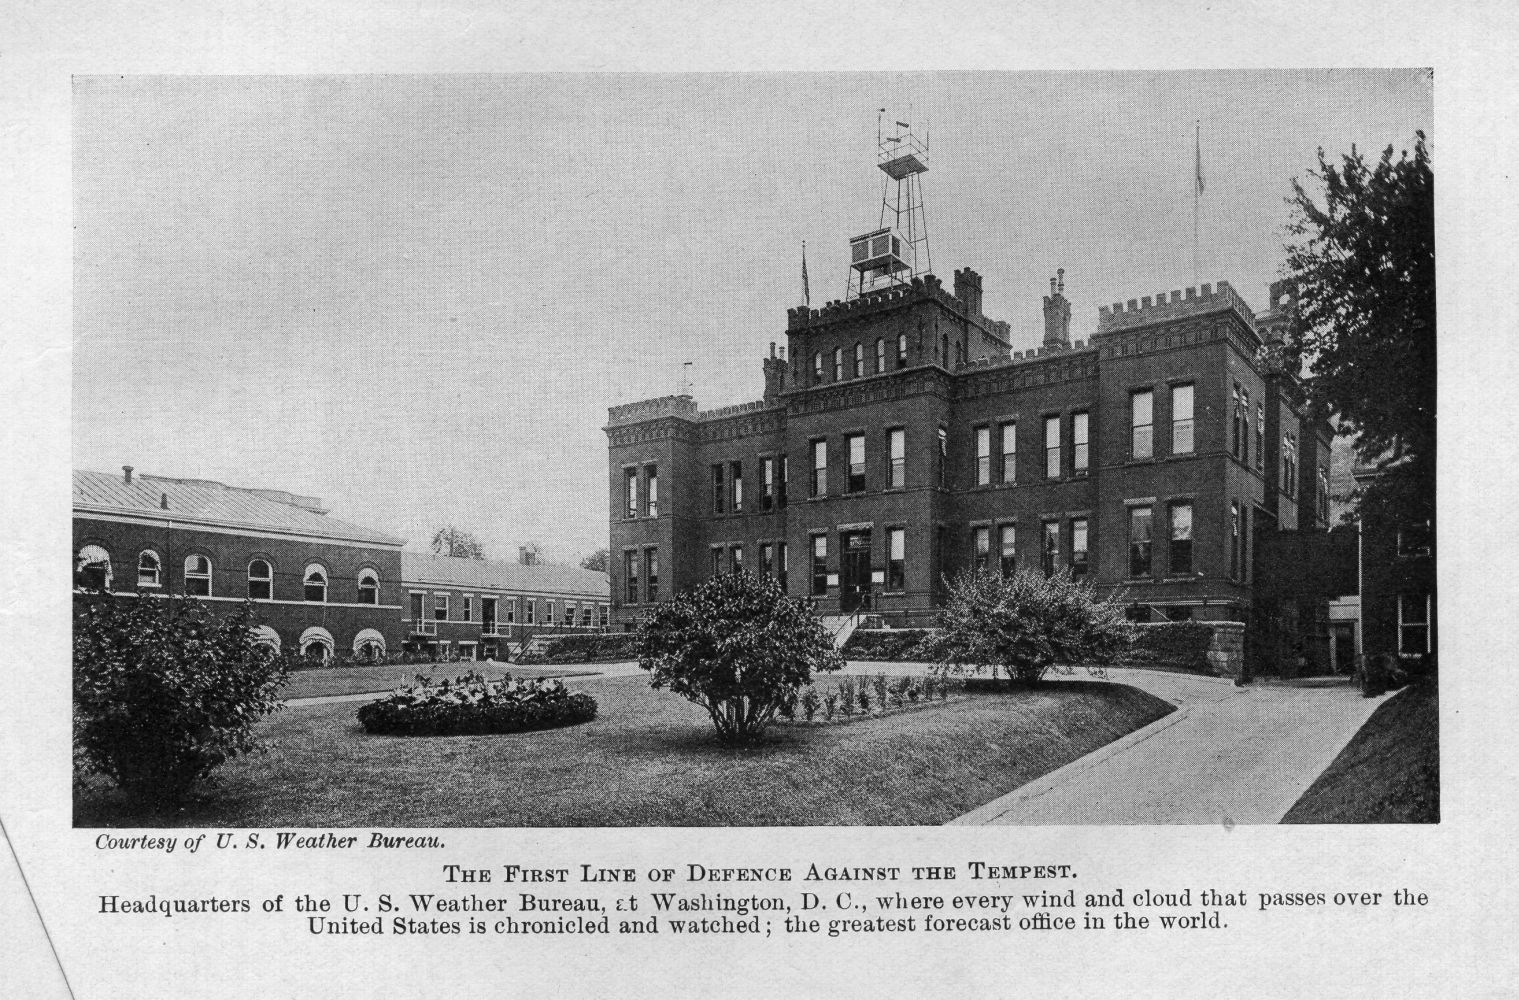 Courtesy of U. S. Weather Bureau.
The First Line of Defence Against the Tempest.
Headquarters of the U. S. Weather Bureau, at Washington, D. C., where every wind and cloud that passes over the
United States is chronicled and watched; the greatest forecast office in the world.